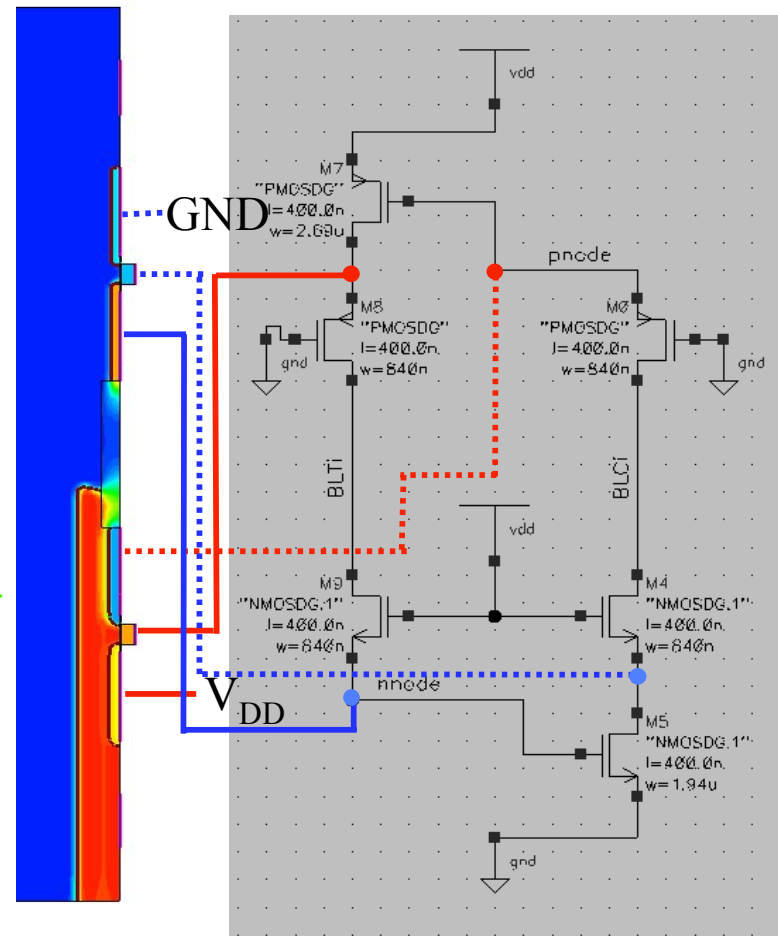 vdd
M7
"PMOSDG"
l=400.0n
w=2.69u
GND
pnode
M8
"PMOSDG"
l=400.0n
w=840n
gnd
M0
"PMOSDG"
l=400.0n
w=840n
gnd
BLTi
BLCi
vdd
M9
"NMOSDG.1"
l=400.0n
w=840n
M4
"NMOSDG.1"
l=400.0n
w=840n
nnode
VDD
M5
"NMOSDG.1"
l=400.0n
w=1.94u
gnd